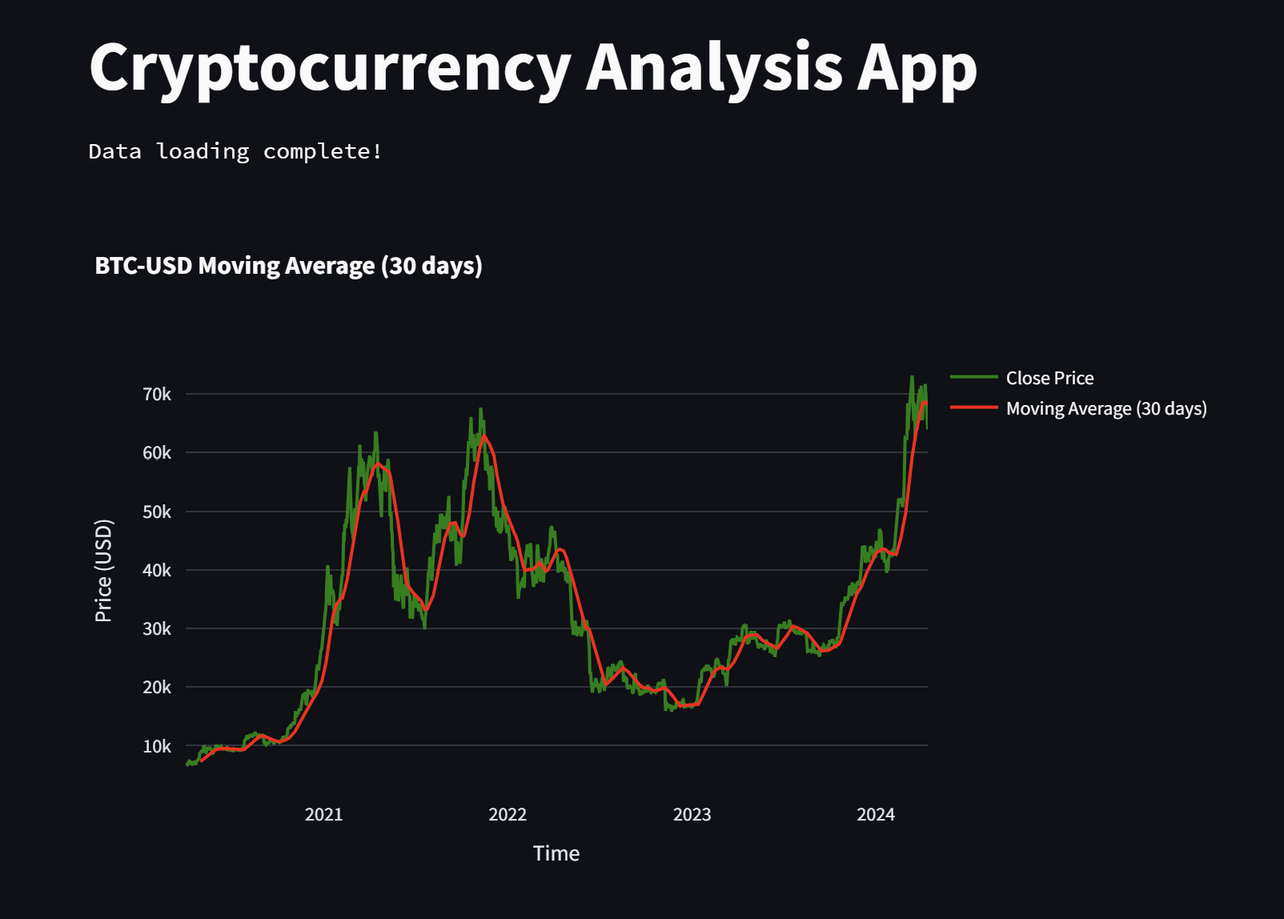 Cryptocurrency Analysis App
Data loading complete!
BTC-USD Moving Average (30 days)
Close Price
Moving Average (30 days)
70k
60k
50k
40k
30k
20k
10k
Price (USD)
2021 2022 2023 2024
Time